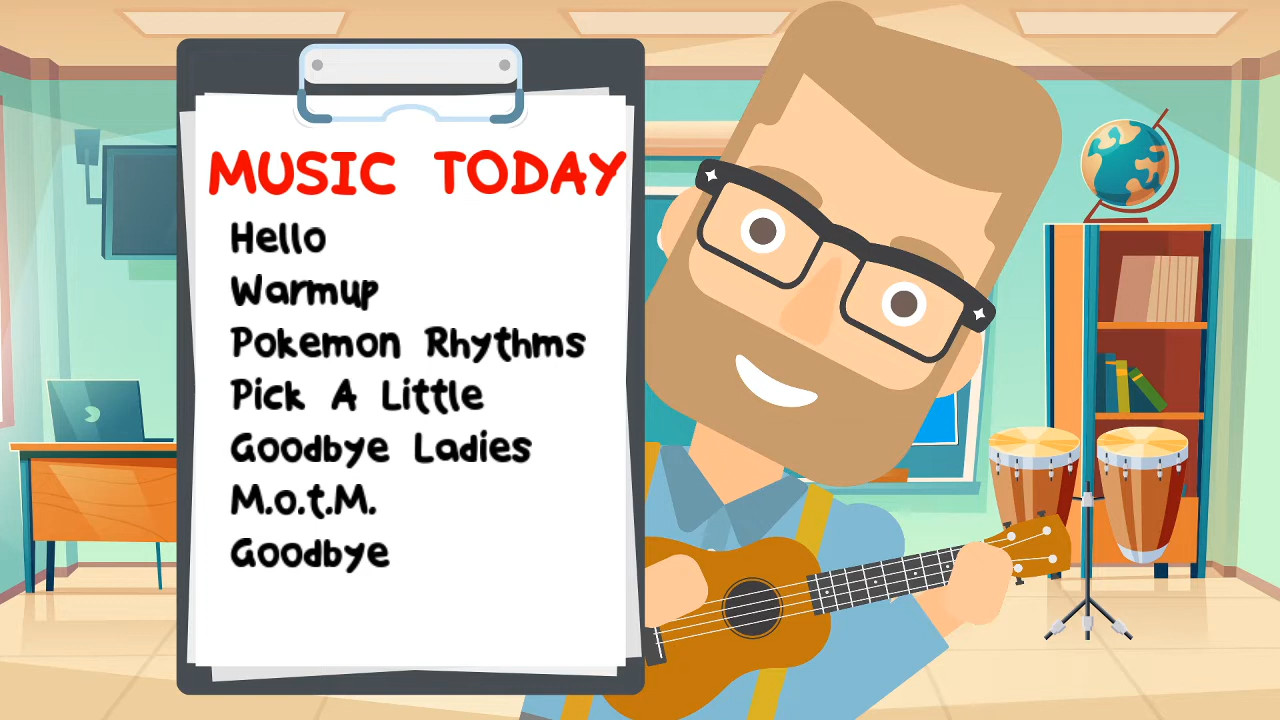 MUSIC TODAY
Hello
Warmup
Pokemon Rhythms
Pick A Little
Goodbye Ladies
M.o.t.M.
Goodbye